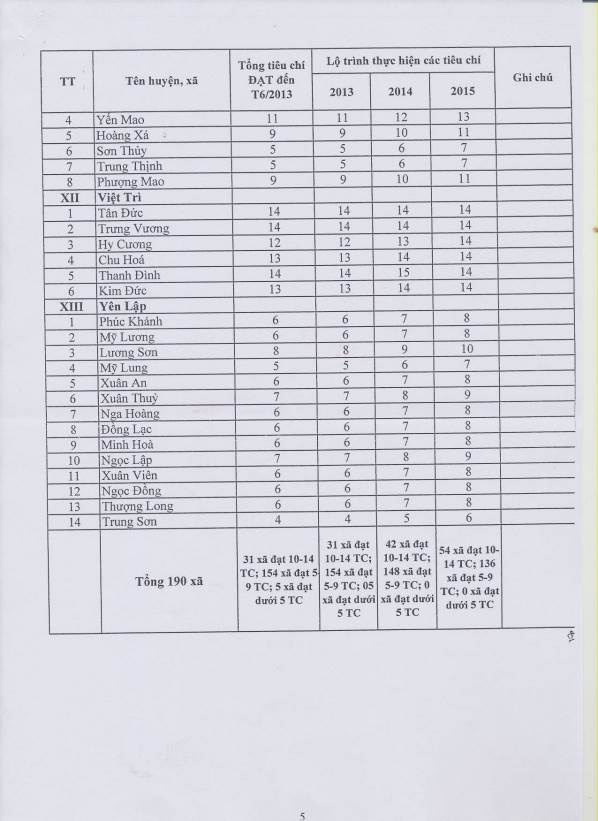 TT | Tên huyện, xã | Tổng tiêu chí ĐẠT đến T6/2013 | Lộ trình thực hiện các tiêu chí | Ghi chú
2013 | 2014 | 2015
4 | Yến Mao | 11 | 11 | 12 | 13
5 | Hoàng Xá | 9 | 9 | 10 | 11
6 | Sơn Thủy | 5 | 5 | 6 | 7
7 | Trung Thịnh | 5 | 5 | 6 | 7
8 | Phượng Mao | 9 | 9 | 10 | 11
XII | Việt Trì
1 | Tân Đức | 14 | 14 | 14 | 14
2 | Trưng Vương | 14 | 14 | 14 | 14
3 | Hy Cương | 12 | 12 | 13 | 14
4 | Chu Hoá | 13 | 13 | 14 | 14
5 | Thanh Đình | 14 | 14 | 15 | 14
6 | Kim Đức | 13 | 13 | 14 | 14
XIII | Yên Lập
1 | Phúc Khánh | 6 | 6 | 7 | 8
2 | Mỹ Lương | 6 | 6 | 7 | 8
3 | Lương Sơn | 8 | 8 | 9 | 10
4 | Mỹ Lung | 5 | 5 | 6 | 7
5 | Xuân An | 6 | 6 | 7 | 8
6 | Xuân Thuỷ | 7 | 7 | 8 | 9
7 | Nga Hoàng | 6 | 6 | 7 | 8
8 | Đồng Lạc | 6 | 6 | 7 | 8
9 | Minh Hoà | 6 | 6 | 7 | 8
10 | Ngọc Lập | 7 | 7 | 8 | 9
11 | Xuân Viên | 6 | 6 | 7 | 8
12 | Ngọc Đồng | 6 | 6 | 7 | 8
13 | Thượng Long | 6 | 6 | 7 | 8
14 | Trung Sơn | 4 | 4 | 5 | 6
Tổng 190 xã | 31 xã đạt 10-14 TC; 154 xã đạt 5-9 TC; 5 xã đạt dưới 5 TC | 31 xã đạt 10-14 TC; 154 xã đạt 5-9 TC; 05 xã đạt dưới 5 TC | 42 xã đạt 10-14 TC; 148 xã đạt 5-9 TC; 0 xã đạt dưới 5 TC | 54 xã đạt 10-14 TC; 136 xã đạt 5-9 TC; 0 xã đạt dưới 5 TC
5